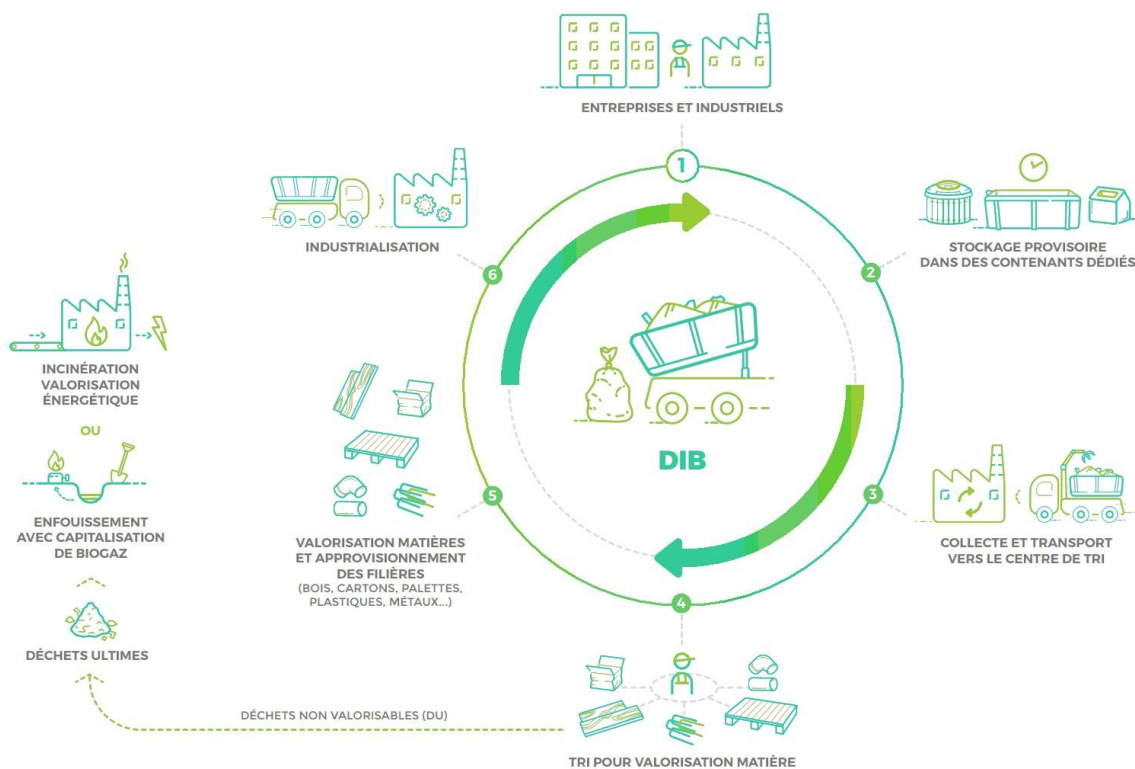 ENTREPRISES ET INDUSTRIELS
1
STOCKAGE PROVISOIRE
DANS DES CONTENANTS DÉDIÉS
2
COLLECTE ET TRANSPORT
VERS LE CENTRE DE TRI
3
4
TRI POUR VALORISATION MATIÈRE
5
VALORISATION MATIÈRES
ET APPROVISIONNEMENT
DES FILIÈRES
(BOIS, CARTONS, PALETTES,
PLASTIQUES, MÉTAUX...)
6
INDUSTRIALISATION
DIB
DÉCHETS NON VALORISABLES (DU)
DÉCHETS ULTIMES
INCINÉRATION
VALORISATION
ÉNERGÉTIQUE
OU
ENFOUISSEMENT
AVEC CAPITALISATION
DE BIOGAZ